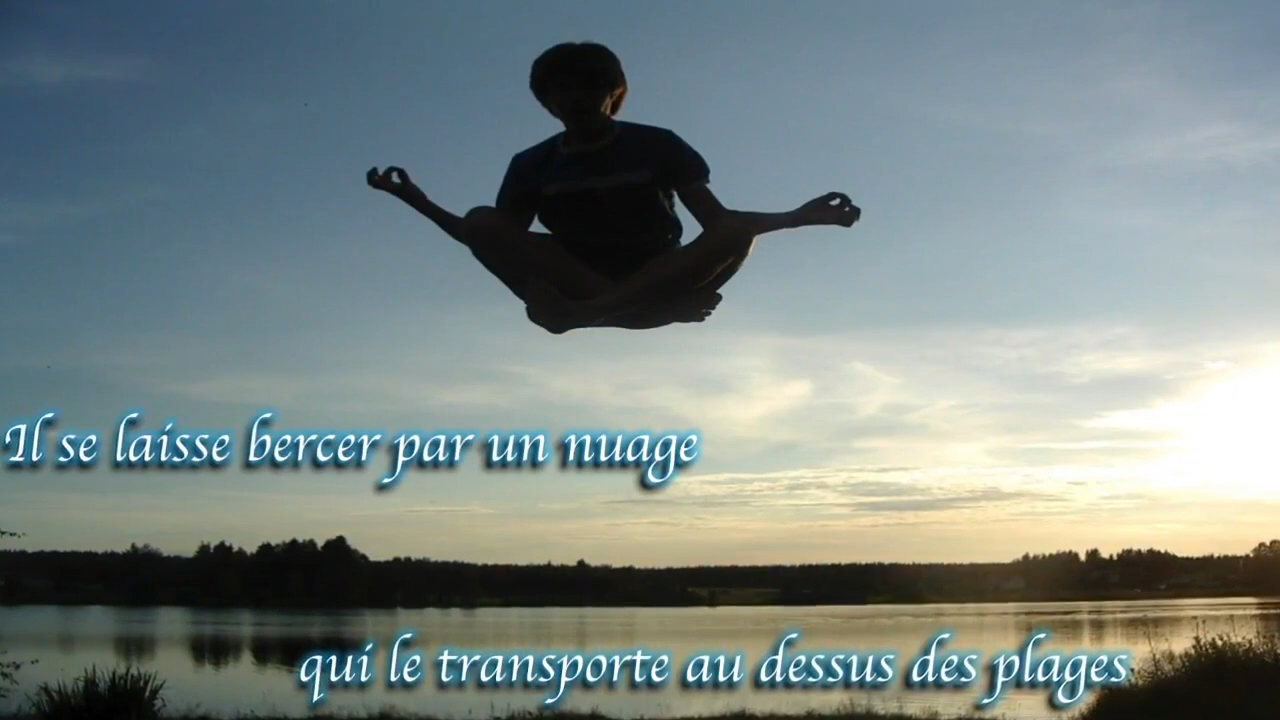 Il se laisse bercer par un nuage
qui le transporte au dessus des plages